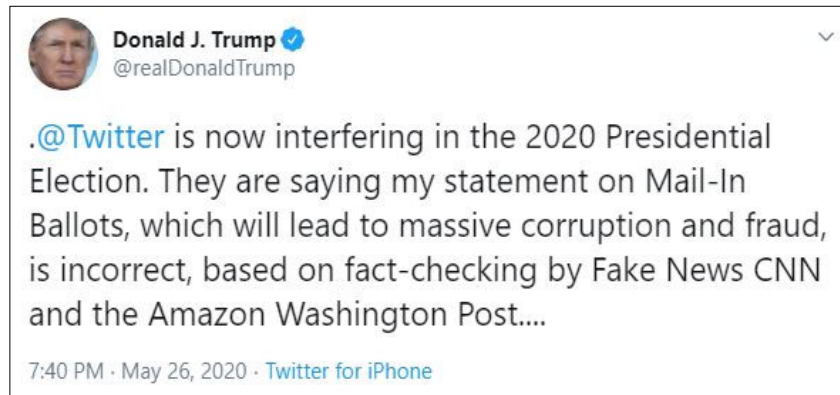 Donald J. Trump
@realDonaldTrump
.@Twitter is now interfering in the 2020 Presidential
Election. They are saying my statement on Mail-In
Ballots, which will lead to massive corruption and fraud,
is incorrect, based on fact-checking by Fake News CNN
and the Amazon Washington Post....
7:40 PM · May 26, 2020 · Twitter for iPhone